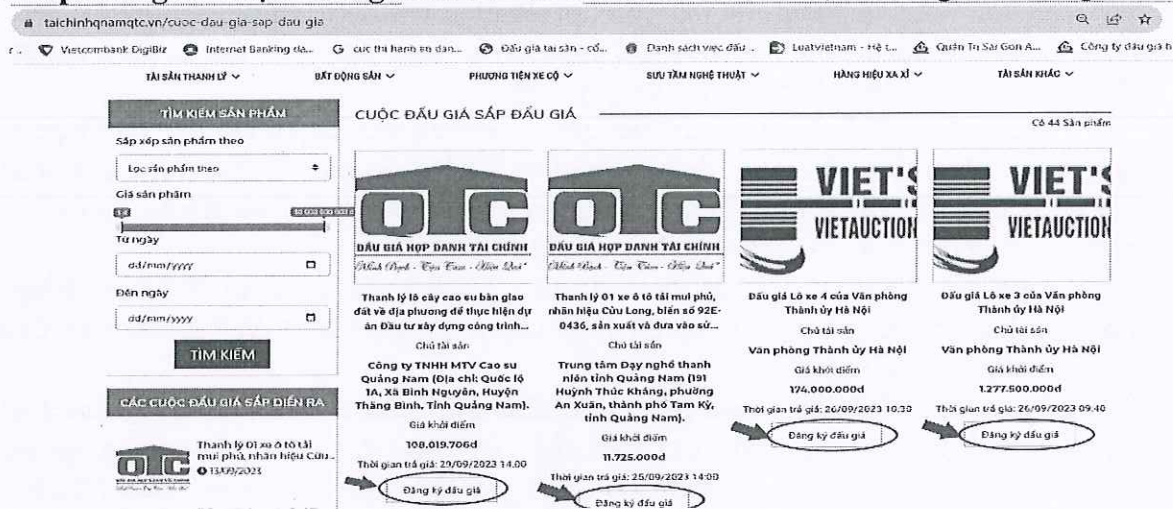 taichinhqnamqtc.vn/cuoc-dau-gia-sap-dau-gia
Vietcombank DigiBiz
Internet Banking dà...
cục thi hành án dân...
Đấu giá tài sản - cổ...
Danh sách việc đấu ..
Luatvietnam - Hệ t...
Quán Trị Sài Gòn A...
Công ty đấu giá h
TÀI SẢN THANH LÝ
BẤT ĐỘNG SẢN
PHƯƠNG TIỆN XE CỘ
SƯU TẦM NGHỆ THUẬT
HÀNG HIỆU XA XỈ
TÀI SẢN KHÁC
TÌM KIẾM SẢN PHẨM
Sắp xếp sản phẩm theo
Lọc sản phẩm theo
Giá sản phẩm
Từ ngày
dd/mm/yyyy
Đến ngày
dd/mm/yyyy
TÌM KIẾM
CÁC CUỘC ĐẤU GIÁ SẮP DIỄN RA
QTC
Thanh lý 01 xe ô tô tải
mui phủ, nhãn hiệu Cửu..
13/09/2023
CUỘC ĐẤU GIÁ SẮP ĐẤU GIÁ
Có 44 Sản phẩm
QTC
ĐẤU GIÁ HỢP DANH TÀI CHÍNH
Thanh lý lô cây cao su bàn giao
đất về địa phương để thực hiện dự
án Đầu tư xây dựng công trình...
Chủ tài sản
Công ty TNHH MTV Cao su
Quảng Nam (Địa chỉ: Quốc lộ
1A, Xã Bình Nguyên, Huyện
Thăng Bình, Tỉnh Quảng Nam).
Giá khởi điểm
108.019.706đ
Thời gian trả giá: 29/09/2023 14:00
Đăng ký đấu giá
QTC
ĐẤU GIÁ HỢP DANH TÀI CHÍNH
Thanh lý 01 xe ô tô tải mui phủ,
nhãn hiệu Cửu Long, biển số 92E-
0436, sản xuất và đưa vào sử...
Chủ tài sản
Trung tâm Dạy nghề thanh
niên tỉnh Quảng Nam (191
Huỳnh Thúc Kháng, phường
An Xuân, thành phố Tam Kỳ,
tỉnh Quảng Nam).
Giá khởi điểm
11.725.000đ
Thời gian trả giá: 25/09/2023 14:00
Đăng ký đấu giá
VIET'S
VIETAUCTION
Đấu giá Lô xe 4 của Văn phòng
Thành ủy Hà Nội
Chủ tài sản
Văn phòng Thành ủy Hà Nội
Giá khởi điểm
174.000.000đ
Thời gian trả giá: 26/09/2023 10:30
Đăng ký đấu giá
VIET'S
VIETAUCTION
Đấu giá Lô xe 3 của Văn phòng
Thành ủy Hà Nội
Chủ tài sản
Văn phòng Thành ủy Hà Nội
Giá khởi điểm
1.277.500.000đ
Thời gian trả giá: 26/09/2023 09:40
Đăng ký đấu giá